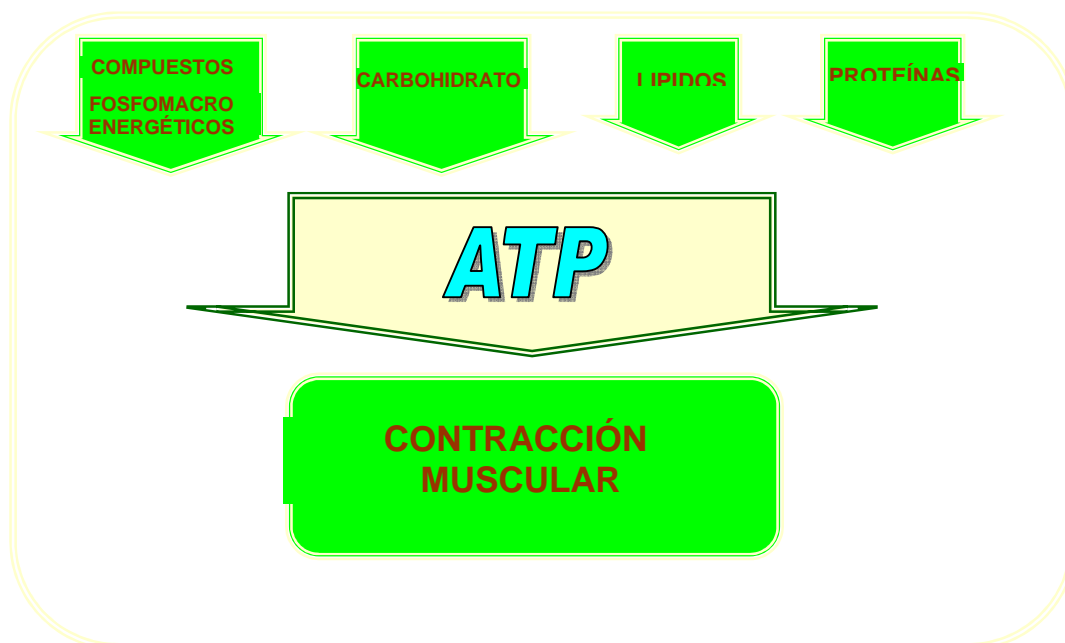 COMPUESTOS
FOSFOMACRO
ENERGÉTICOS
CARBOHIDRATO
LIPIDOS
PROTEÍNAS
ATP
CONTRACCIÓN
MUSCULAR